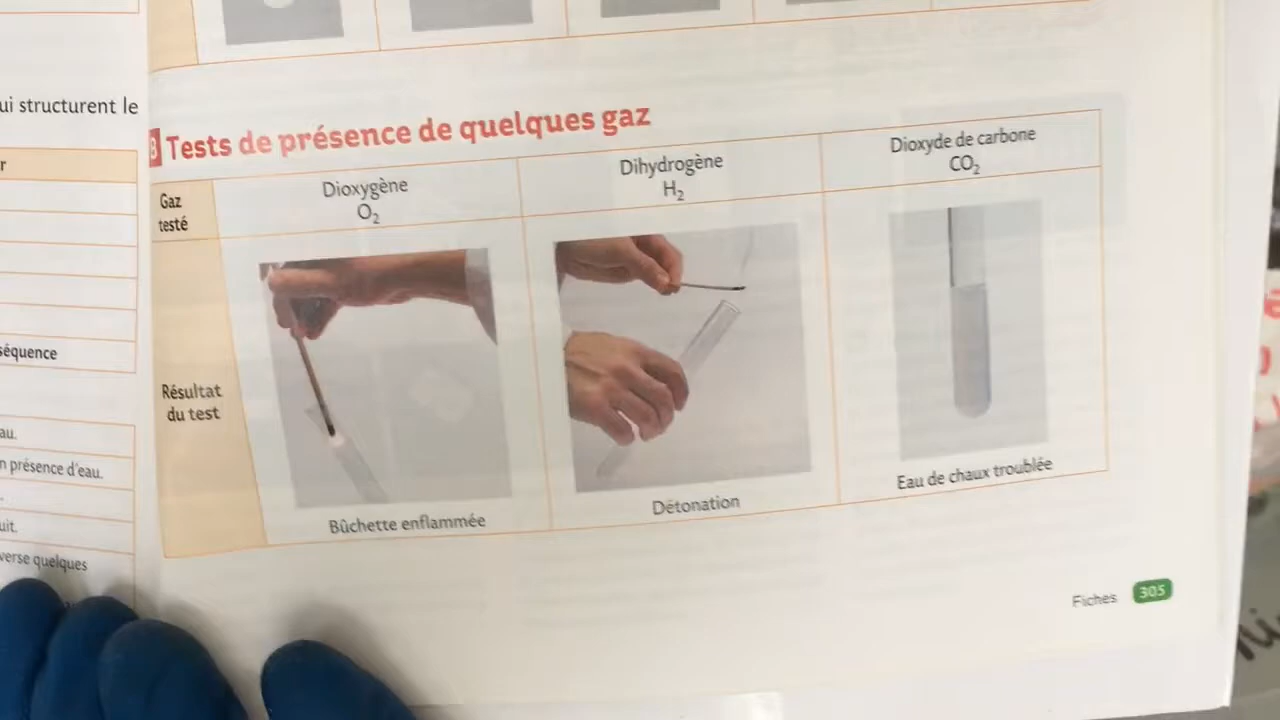 ui structurent le
r
séquence
au.
n présence d'eau.
uit.
verse quelques
B Tests de présence de quelques gaz
Gaz
testé
Dioxygène
O₂
Dihydrogène
H₂
Dioxyde de carbone
CO₂
Résultat
du test
Bûchette enflammée
Détonation
Eau de chaux troublée
Fiches 305